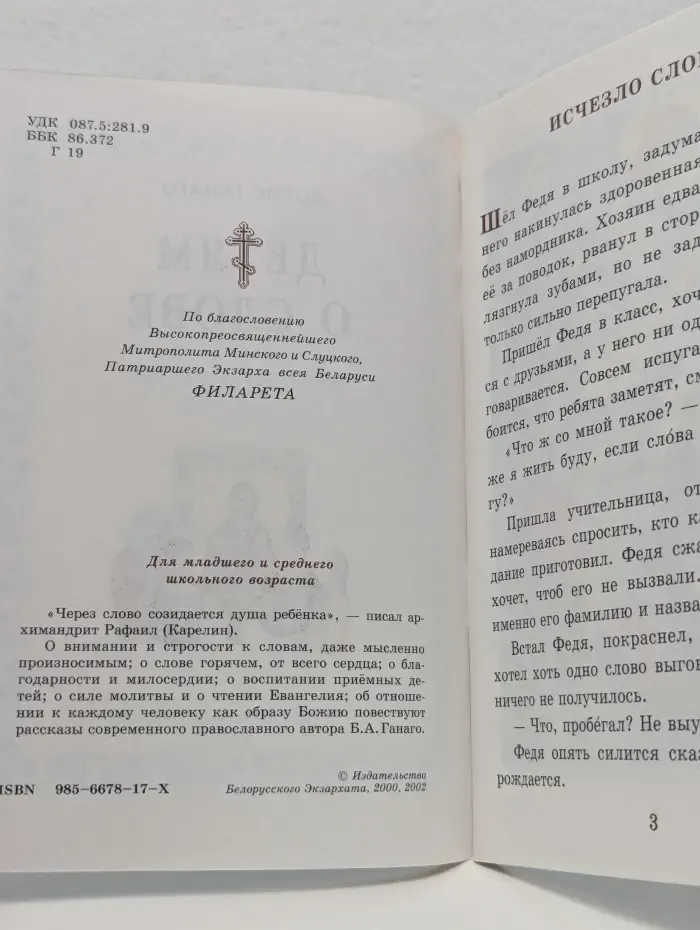 УДК 087.5:281.9
ББК 86.372
Г 19
По благословению
Высокопреосвященнейшего
Митрополита Минского и Слуцкого,
Патриаршего Экзарха всея Беларуси
ФИЛАРЕТА
Для младшего и среднего
школьного возраста
«Через слово созидается душа ребёнка», — писал ар-
химандрит Рафаил (Карелин).
О внимании и строгости к словам, даже мысленно
произносимым; о слове горячем, от всего сердца; о бла-
годарности и милосердии; о воспитании приёмных де-
тей; о силе молитвы и о чтении Евангелия; об отноше-
нии к каждому человеку как образу Божию повествуют
рассказы современного православного автора Б.А.Ганаго.
ISBN 985-6678-17-X
© Издательство
Белорусского Экзархата, 2000, 2002
ИСЧЕЗЛО СЛО
Шёл Федя в школу, задума
него накинулась здоровенная
без намордника. Хозяин едва
её за поводок, рванул в стор
лязгнула зубами, но не зад
только сильно перепугала.
Пришёл Федя в класс, хоч
ся с друзьями, а у него ни од
говаривается. Совсем испуга
боится, что ребята заметят, см
«Что ж со мной такое? —
же я жить буду, если сло́ва
гу?»
Пришла учительница, от
намереваясь спросить, кто ка
дание приготовил. Федя сжа
хочет, чтоб его не вызвали.
именно его фамилию и назва
Встал Федя, покраснел,
хотел хоть одно слово выгов
ничего не получилось.
– Что, пробе́гал? Не выу
Федя опять силится сказ
рождается.
3